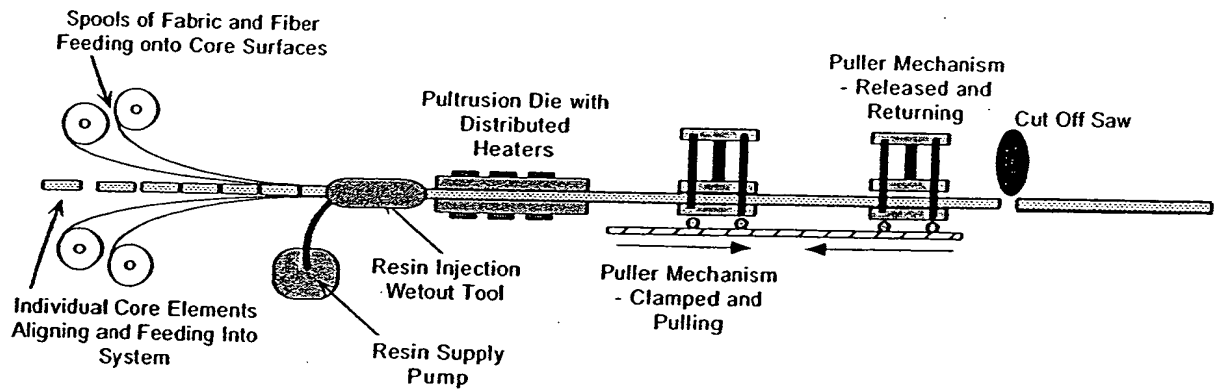 Spools of Fabric and Fiber
Feeding onto Core Surfaces
Pultrusion Die with
Distributed
Heaters
Puller Mechanism
- Released and
Returning
Cut Off Saw
Individual Core Elements
Aligning and Feeding Into
System
Resin Injection
Wetout Tool
Resin Supply
Pump
Puller Mechanism
- Clamped and
Pulling